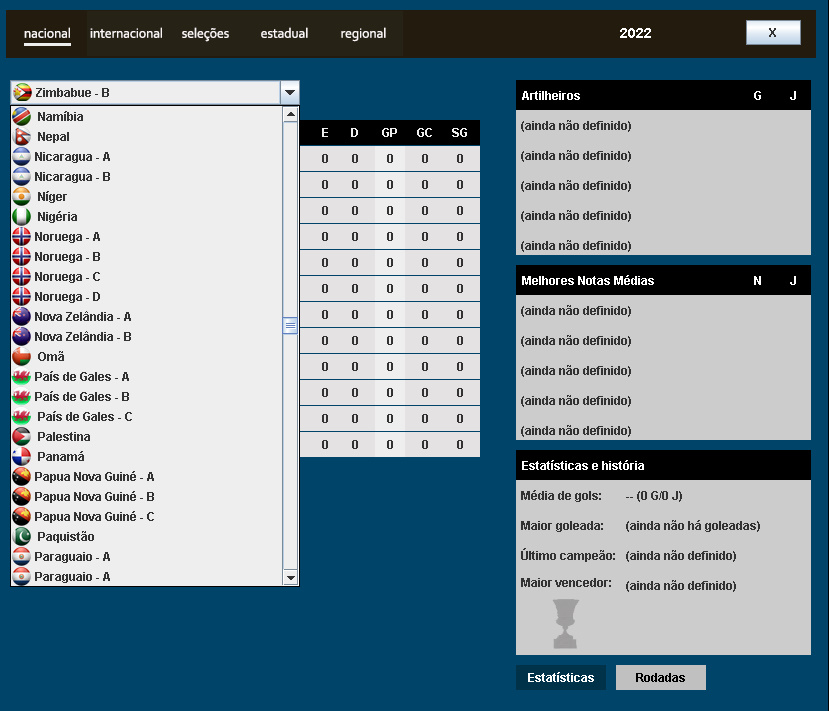 nacional internacional seleções estadual regional 2022 X
Zimbabue - B
Namíbia
Nepal
Nicaragua - A
Nicaragua - B
Níger
Nigéria
Noruega - A
Noruega - B
Noruega - C
Noruega - D
Nova Zelândia - A
Nova Zelândia - B
Omã
País de Gales - A
País de Gales - B
País de Gales - C
Palestina
Panamá
Papua Nova Guiné - A
Papua Nova Guiné - B
Papua Nova Guiné - C
Paquistão
Paraguaio - A
Paraguaio - A
E D GP GC SG
0 0 0 0 0
0 0 0 0 0
0 0 0 0 0
0 0 0 0 0
0 0 0 0 0
0 0 0 0 0
0 0 0 0 0
0 0 0 0 0
0 0 0 0 0
0 0 0 0 0
0 0 0 0 0
0 0 0 0 0
Artilheiros G J
(ainda não definido)
(ainda não definido)
(ainda não definido)
(ainda não definido)
(ainda não definido)
Melhores Notas Médias N J
(ainda não definido)
(ainda não definido)
(ainda não definido)
(ainda não definido)
(ainda não definido)
Estatísticas e história
Média de gols: -- (0 G/0 J)
Maior goleada: (ainda não há goleadas)
Último campeão: (ainda não definido)
Maior vencedor: (ainda não definido)
Estatísticas Rodadas